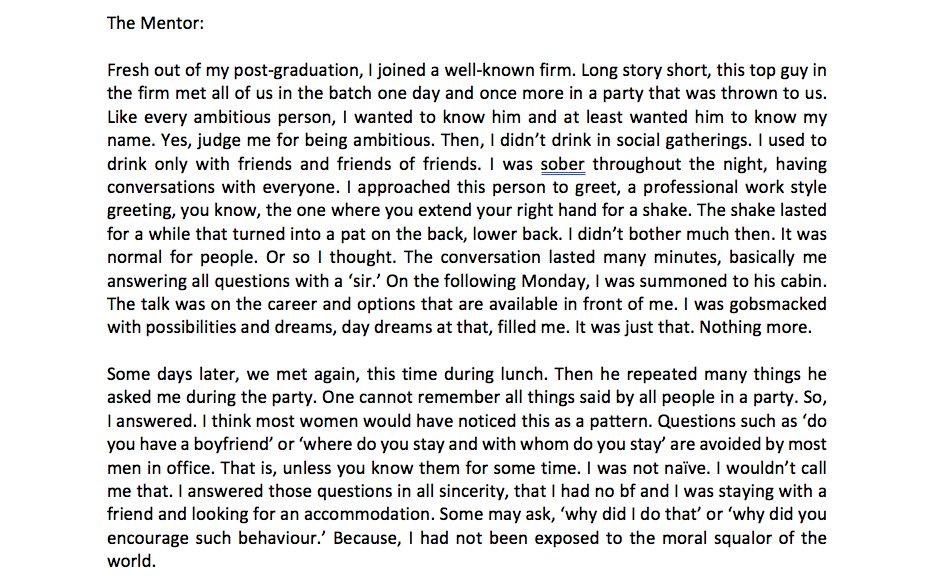 The Mentor:
Fresh out of my post-graduation, I joined a well-known firm. Long story short, this top guy in
the firm met all of us in the batch one day and once more in a party that was thrown to us.
Like every ambitious person, I wanted to know him and at least wanted him to know my
name. Yes, judge me for being ambitious. Then, I didn’t drink in social gatherings. I used to
drink only with friends and friends of friends. I was sober throughout the night, having
conversations with everyone. I approached this person to greet, a professional work style
greeting, you know, the one where you extend your right hand for a shake. The shake lasted
for a while that turned into a pat on the back, lower back. I didn’t bother much then. It was
normal for people. Or so I thought. The conversation lasted many minutes, basically me
answering all questions with a ‘sir.’ On the following Monday, I was summoned to his cabin.
The talk was on the career and options that are available in front of me. I was gobsmacked
with possibilities and dreams, day dreams at that, filled me. It was just that. Nothing more.
Some days later, we met again, this time during lunch. Then he repeated many things he
asked me during the party. One cannot remember all things said by all people in a party. So,
I answered. I think most women would have noticed this as a pattern. Questions such as ‘do
you have a boyfriend’ or ‘where do you stay and with whom do you stay’ are avoided by most
men in office. That is, unless you know them for some time. I was not naïve. I wouldn’t call
me that. I answered those questions in all sincerity, that I had no bf and I was staying with a
friend and looking for an accommodation. Some may ask, ‘why did I do that’ or ‘why did you
encourage such behaviour.’ Because, I had not been exposed to the moral squalor of the
world.